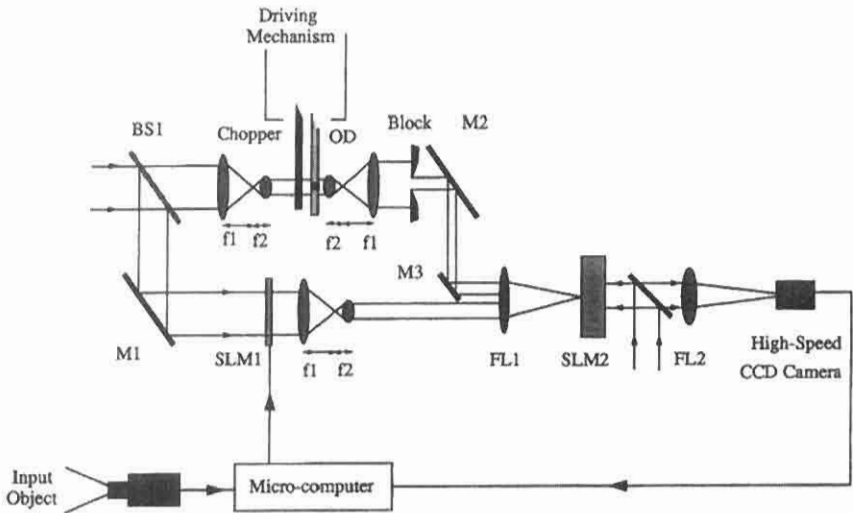 Driving
Mechanism
BS1
Chopper
OD
Block
M2
f1
f2
f2
f1
M3
M1
SLM1
f1
f2
FL1
SLM2
FL2
High-Speed
CCD Camera
Input
Object
Micro-computer